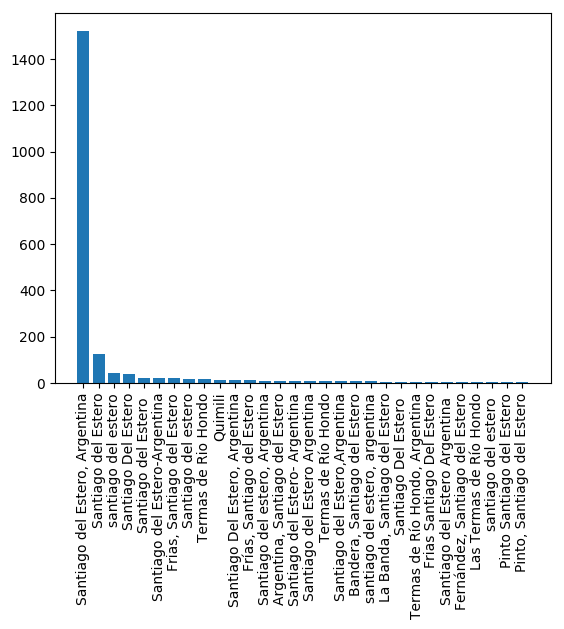 1400
1200
1000
800
600
400
200
0
Santiago del Estero, Argentina
Santiago del Estero
santiago del estero
Santiago Del Estero
Santiago del Estero
Santiago del Estero-Argentina
Frias, Santiago del Estero
Santiago del estero
Termas de Rio Hondo
Quimili
Santiago Del Estero, Argentina
Frías, Santiago del Estero
Santiago del estero, Argentina
Argentina, Santiago del Estero
Santiago del Estero- Argentina
Santiago del Estero Argentina
Termas de Río Hondo
Santiago del Estero,Argentina
Bandera, Santiago del Estero
santiago del estero, argentina
La Banda, Santiago del Estero
Santiago Del Estero
Termas de Río Hondo, Argentina
Frías Santiago Del Estero
Santiago del Estero Argentina
Fernández, Santiago del Estero
Las Termas de Río Hondo
santiago del estero
Pinto Santiago del Estero
Pinto, Santiago del Estero